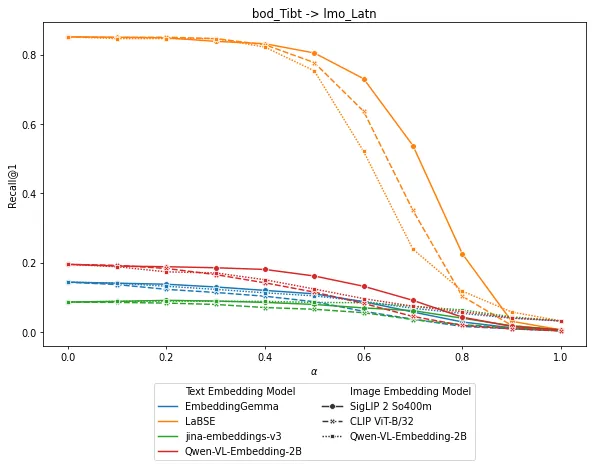 bod_Tibt -> lmo_Latn
Recall@1
0.8
0.6
0.4
0.2
0.0
0.0 0.2 0.4 0.6 0.8 1.0
α
Text Embedding Model Image Embedding Model
EmbeddingGemma SigLIP 2 So400m
LaBSE CLIP ViT-B/32
jina-embeddings-v3 Qwen-VL-Embedding-2B
Qwen-VL-Embedding-2B